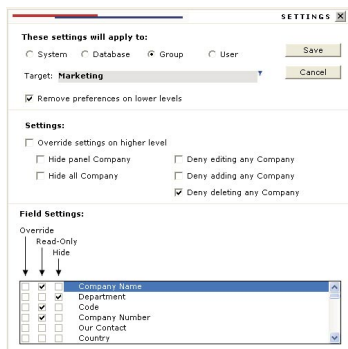 SETTINGS X
These settings will apply to:
System Database Group User
Save
Target: Marketing
Cancel
Remove preferences on lower levels
Settings:
Override settings on higher level
Hide panel Company Deny editing any Company
Hide all Company Deny adding any Company
Deny deleting any Company
Field Settings:
Override
Read-Only
Hide
Company Name
Department
Code
Company Number
Our Contact
Country